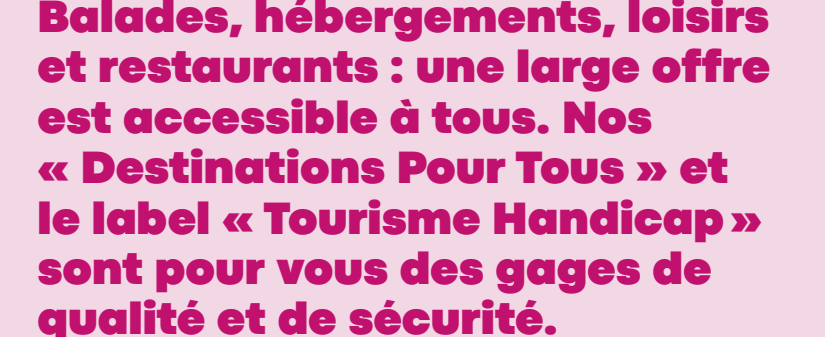 Balades, hébergements, loisirs
et restaurants : une large offre
est accessible à tous. Nos
« Destinations Pour Tous » et
le label « Tourisme Handicap »
sont pour vous des gages de
qualité et de sécurité.